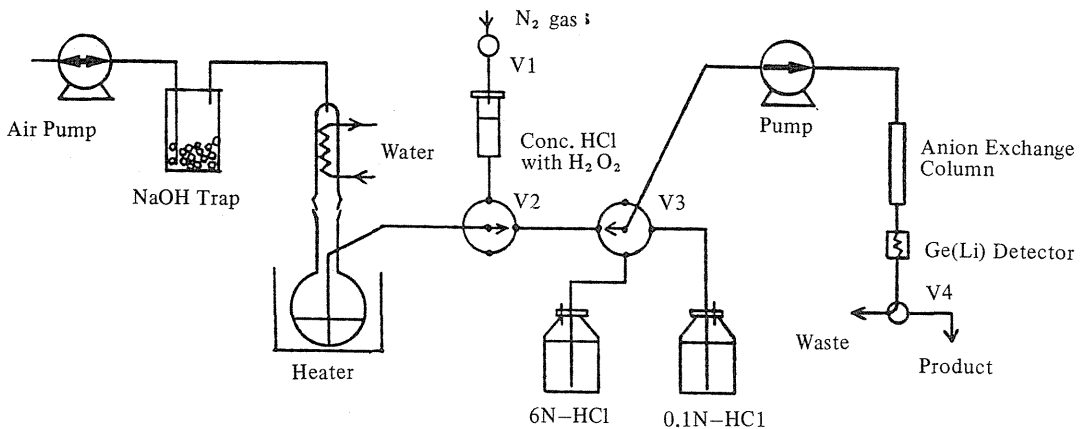 N₂ gas
V1
Air Pump
Water
Conc. HCl
with H₂O₂
Pump
Anion Exchange
Column
NaOH Trap
V2
V3
Ge(Li) Detector
V4
Waste
Product
Heater
6N–HCl
0.1N–HC1